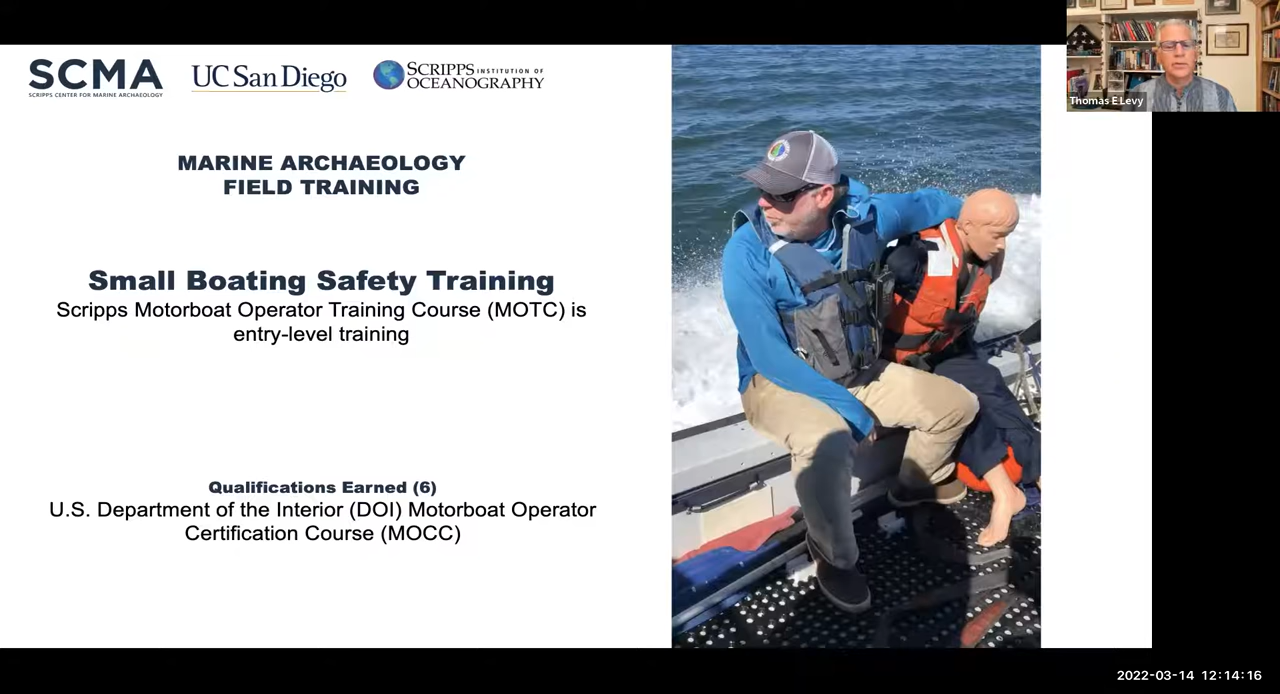 SCMA
SCRIPPS CENTER FOR MARINE ARCHAEOLOGY
UC San Diego
SCRIPPS INSTITUTION OF
OCEANOGRAPHY
Thomas E Levy
MARINE ARCHAEOLOGY
FIELD TRAINING
Small Boating Safety Training
Scripps Motorboat Operator Training Course (MOTC) is
entry-level training
Qualifications Earned (6)
U.S. Department of the Interior (DOI) Motorboat Operator
Certification Course (MOCC)
2022-03-14 12:14:16